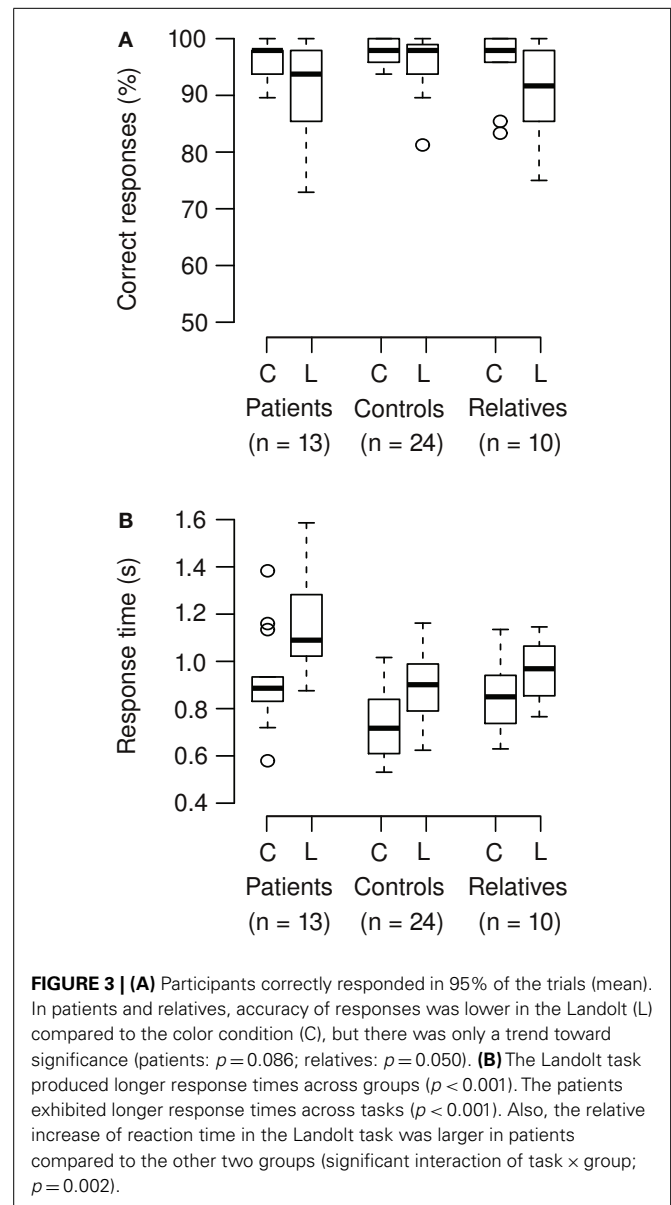 A
Correct responses (%)
100
90
80
70
60
50
C L C L C L
Patients Controls Relatives
(n = 13) (n = 24) (n = 10)
B
Response time (s)
1.6
1.4
1.2
1.0
0.8
0.6
0.4
C L C L C L
Patients Controls Relatives
(n = 13) (n = 24) (n = 10)
FIGURE 3 | (A) Participants correctly responded in 95% of the trials (mean).
In patients and relatives, accuracy of responses was lower in the Landolt (L)
compared to the color condition (C), but there was only a trend toward
significance (patients: p = 0.086; relatives: p = 0.050). (B) The Landolt task
produced longer response times across groups (p < 0.001). The patients
exhibited longer response times across tasks (p < 0.001). Also, the relative
increase of reaction time in the Landolt task was larger in patients
compared to the other two groups (significant interaction of task × group;
p = 0.002).